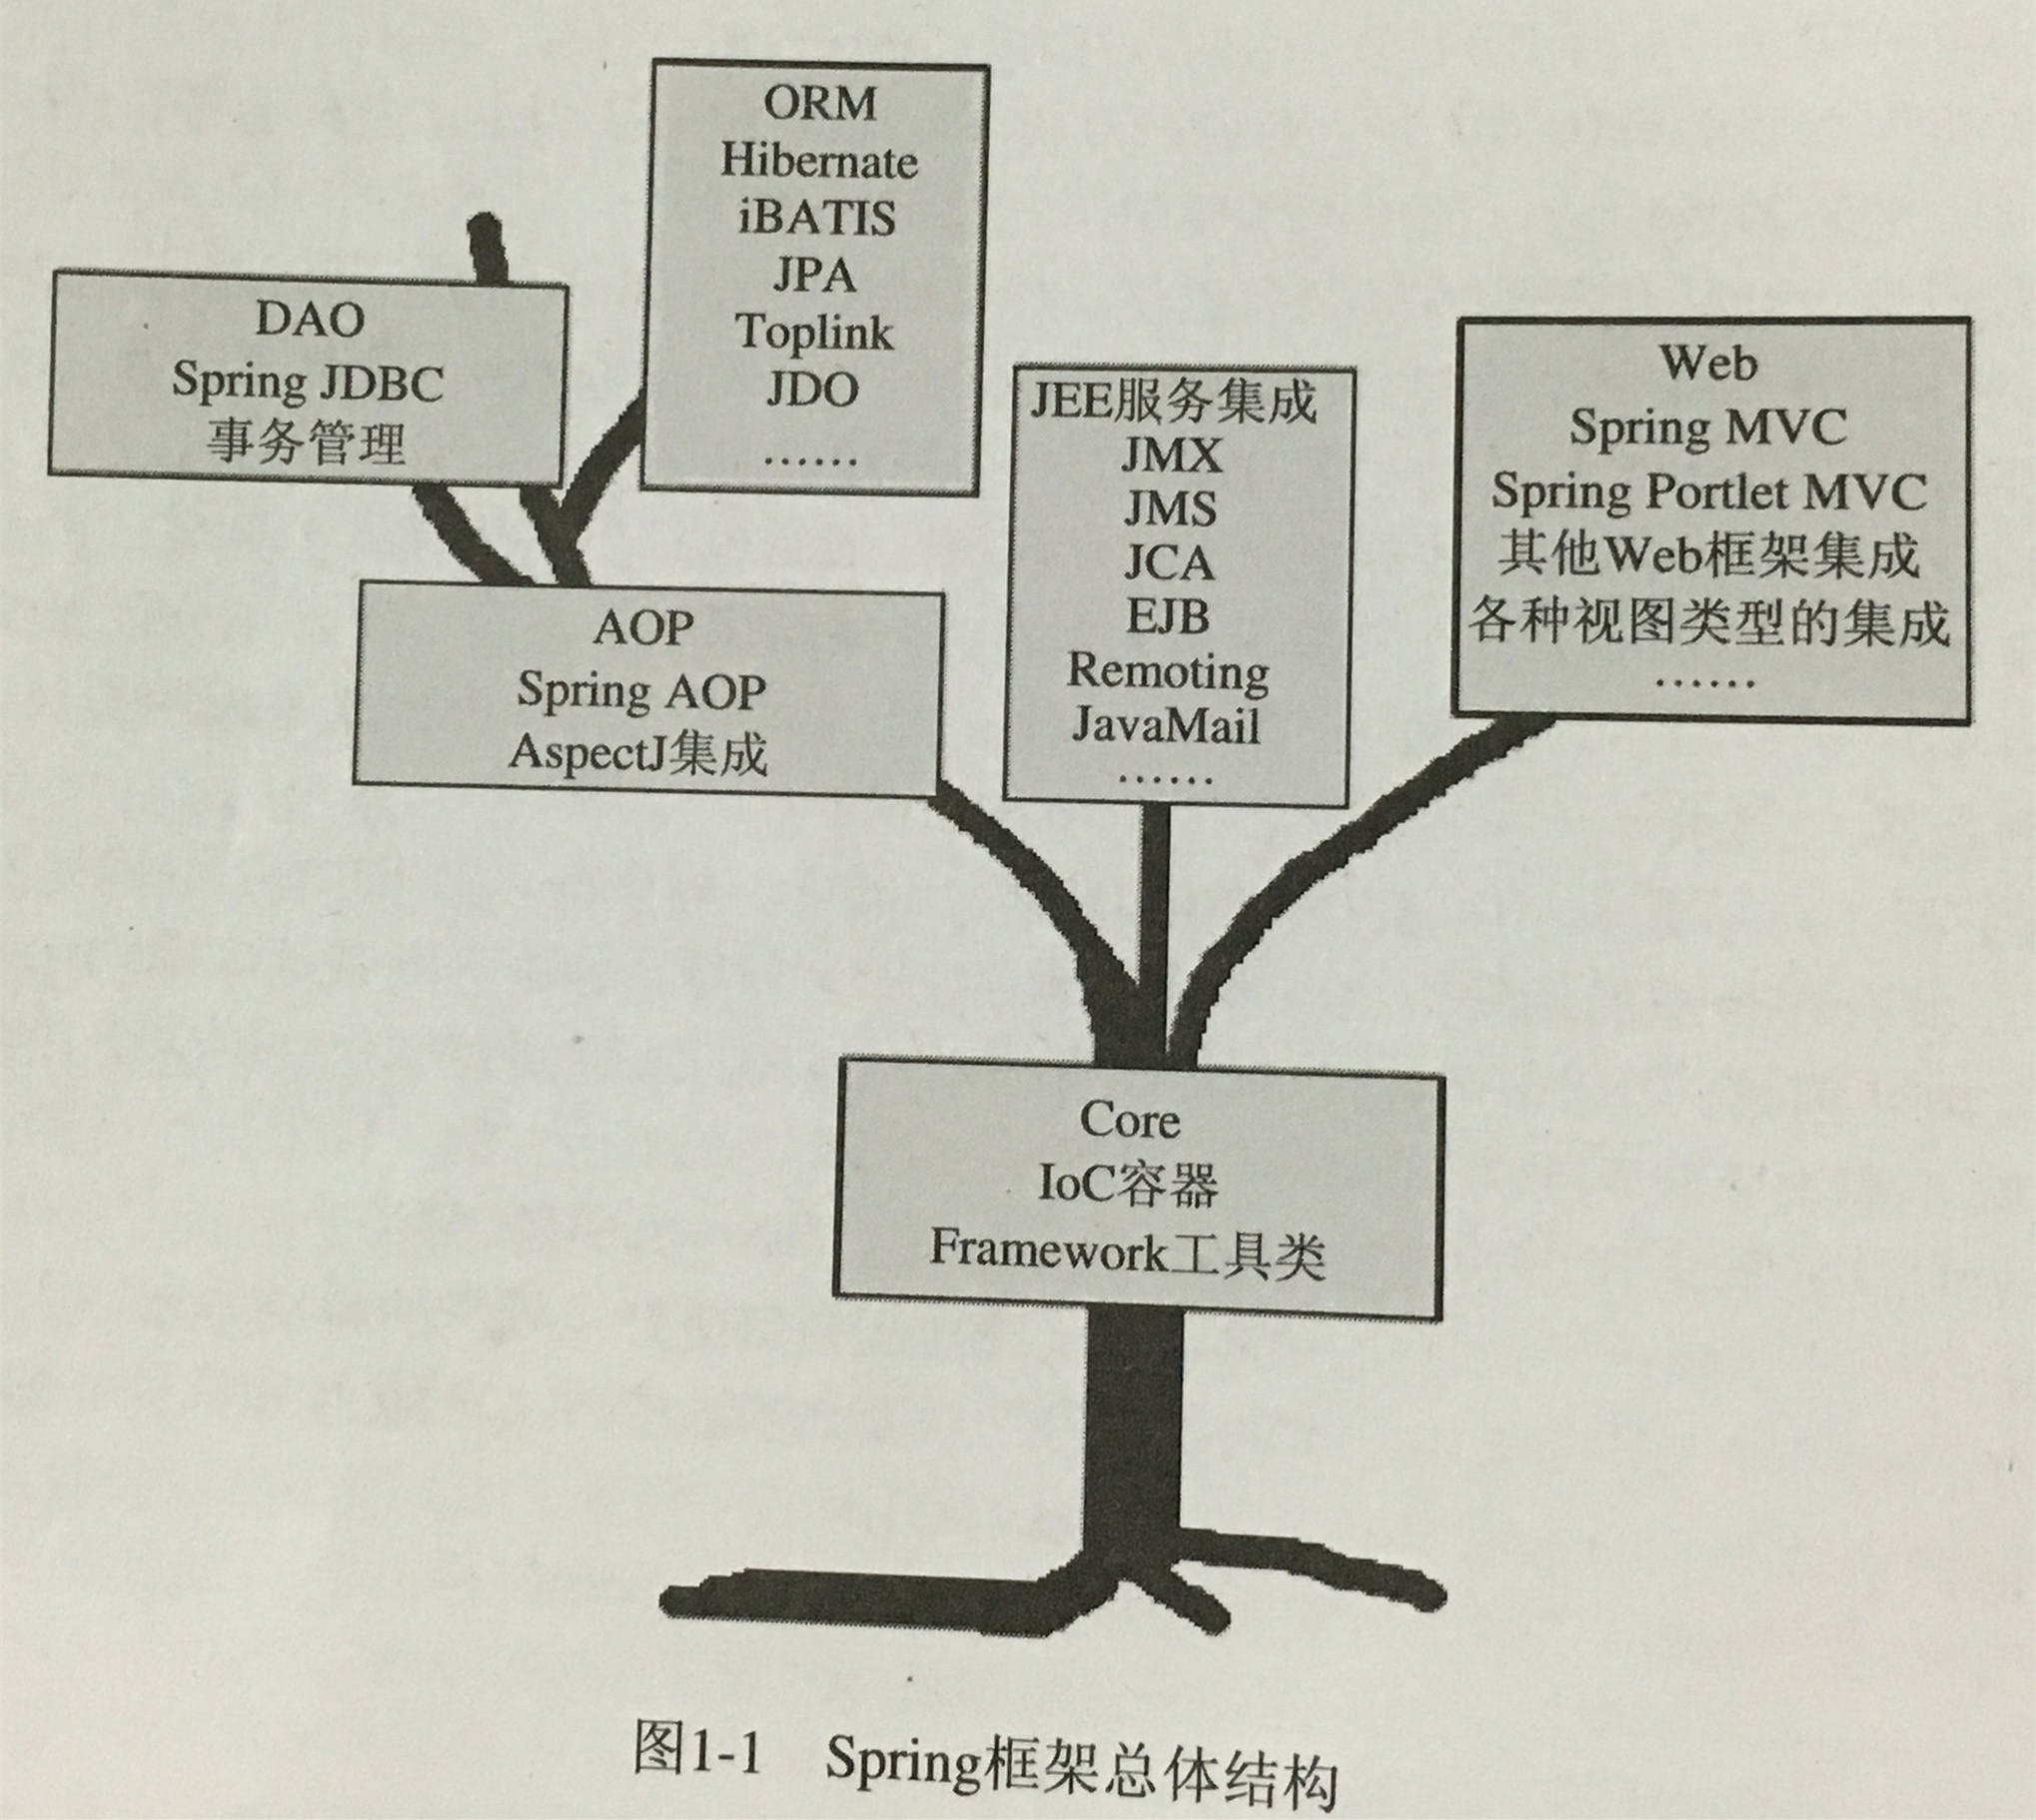 ORM
Hibernate
iBATIS
JPA
Toplink
JDO
……
DAO
Spring JDBC
事务管理
JEE服务集成
JMX
JMS
JCA
EJB
Remoting
JavaMail
……
Web
Spring MVC
Spring Portlet MVC
其他Web框架集成
各种视图类型的集成
……
AOP
Spring AOP
AspectJ集成
Core
IoC容器
Framework工具类
图1-1 Spring框架总体结构